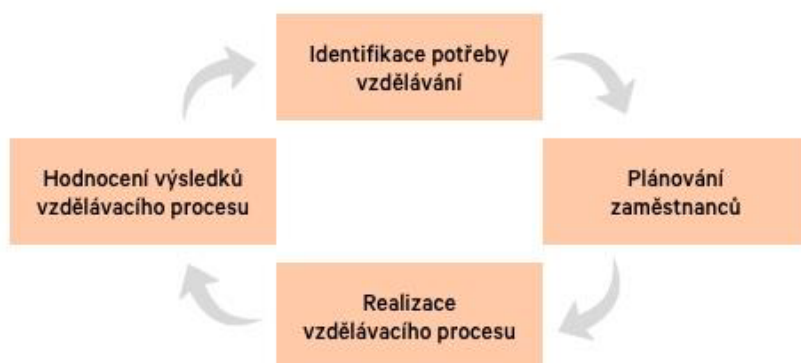 Identifikace potřeby
vzdělávání
Plánování
zaměstnanců
Realizace
vzdělávacího procesu
Hodnocení výsledků
vzdělávacího procesu